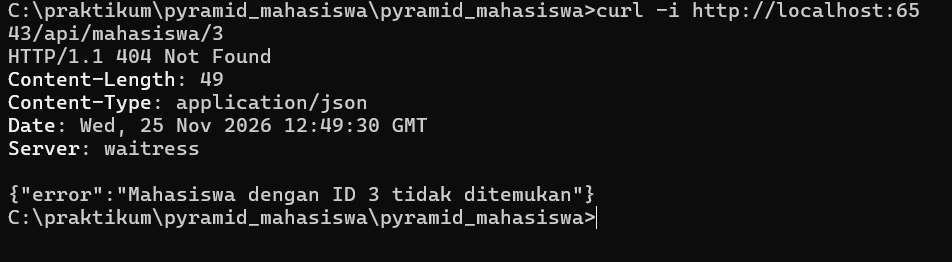 C:\praktikum\pyramid_mahasiswa\pyramid_mahasiswa>curl -i http://localhost:65
43/api/mahasiswa/3
HTTP/1.1 404 Not Found
Content-Length: 49
Content-Type: application/json
Date: Wed, 25 Nov 2026 12:49:30 GMT
Server: waitress
{"error":"Mahasiswa dengan ID 3 tidak ditemukan"}
C:\praktikum\pyramid_mahasiswa\pyramid_mahasiswa>